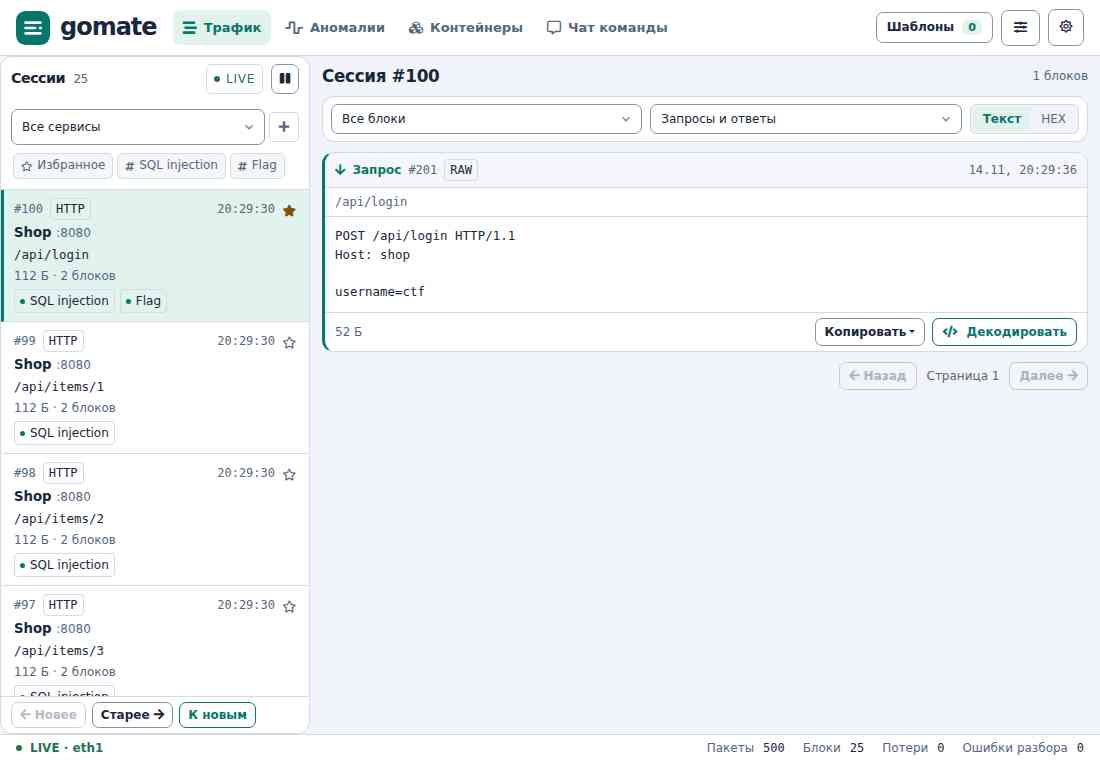 gomate Трафик Аномалии Контейнеры Чат команды Шаблоны 0
Сессии 25 LIVE
Все сервисы
Избранное # SQL injection # Flag
#100 HTTP 20:29:30
Shop :8080
/api/login
112 Б · 2 блоков
SQL injection Flag
#99 HTTP 20:29:30
Shop :8080
/api/items/1
112 Б · 2 блоков
SQL injection
#98 HTTP 20:29:30
Shop :8080
/api/items/2
112 Б · 2 блоков
SQL injection
#97 HTTP 20:29:30
Shop :8080
/api/items/3
112 Б · 2 блоков
SQL injection
← Новее Старее → К новым
Сессия #100 1 блоков
Все блоки Запросы и ответы Текст HEX
↓ Запрос #201 RAW 14.11, 20:29:36
/api/login
POST /api/login HTTP/1.1
Host: shop
username=ctf
52 Б Копировать Декодировать
← Назад Страница 1 Далее →
LIVE · eth1 Пакеты 500 Блоки 25 Потери 0 Ошибки разбора 0